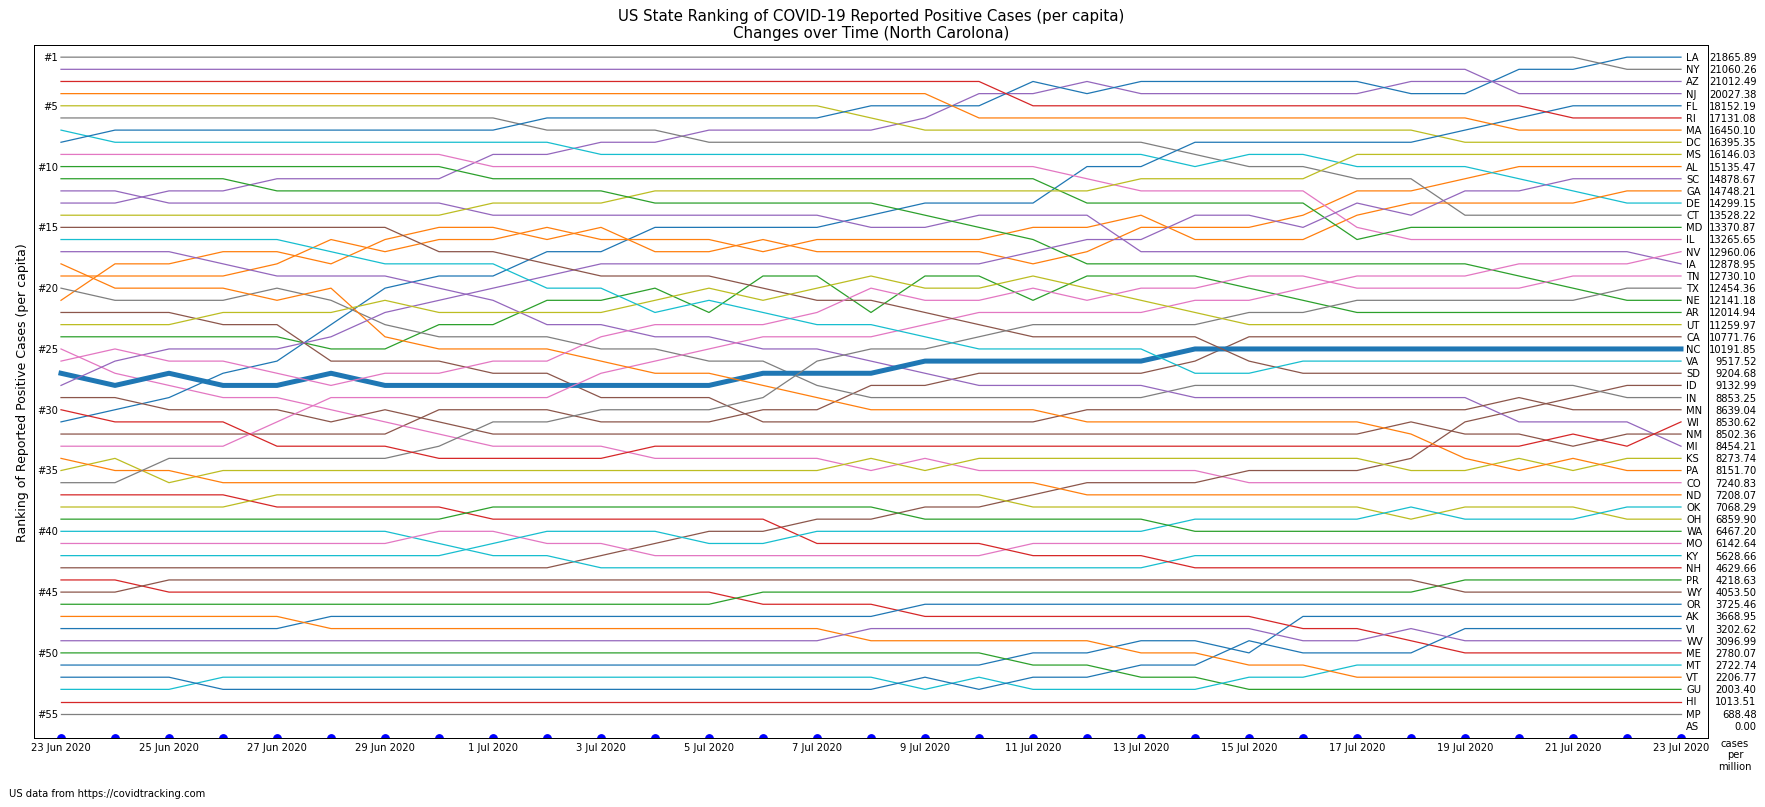 US State Ranking of COVID-19 Reported Positive Cases (per capita)
Changes over Time (North Carolona)
Ranking of Reported Positive Cases (per capita)
#1
#5
#10
#15
#20
#25
#30
#35
#40
#45
#50
#55
LA 21865.89
NY 21060.26
AZ 21012.49
NJ 20027.38
FL 18152.19
RI 17131.08
MA 16450.10
DC 16395.35
MS 16146.03
AL 15135.47
SC 14878.67
GA 14748.21
DE 14299.15
CT 13528.22
MD 13370.87
IL 13265.65
NV 12960.06
IA 12878.95
TN 12730.10
TX 12454.36
NE 12141.18
AR 12014.94
UT 11259.97
CA 10771.76
NC 10191.85
VA 9517.52
SD 9204.68
ID 9132.99
IN 8853.25
MN 8639.04
WI 8530.62
NM 8502.36
MI 8454.21
KS 8273.74
PA 8151.70
CO 7240.83
ND 7208.07
OK 7068.29
OH 6859.90
WA 6467.20
MO 6142.64
KY 5628.66
NH 4629.66
PR 4218.63
WY 4053.50
OR 3725.46
AK 3668.95
VI 3202.62
WV 3096.99
ME 2780.07
MT 2722.74
VT 2206.77
GU 2003.40
HI 1013.51
MP 688.48
AS 0.00
23 Jun 2020 25 Jun 2020 27 Jun 2020 29 Jun 2020 1 Jul 2020 3 Jul 2020 5 Jul 2020 7 Jul 2020 9 Jul 2020 11 Jul 2020 13 Jul 2020 15 Jul 2020 17 Jul 2020 19 Jul 2020 21 Jul 2020 23 Jul 2020
cases
per
million
US data from https://covidtracking.com